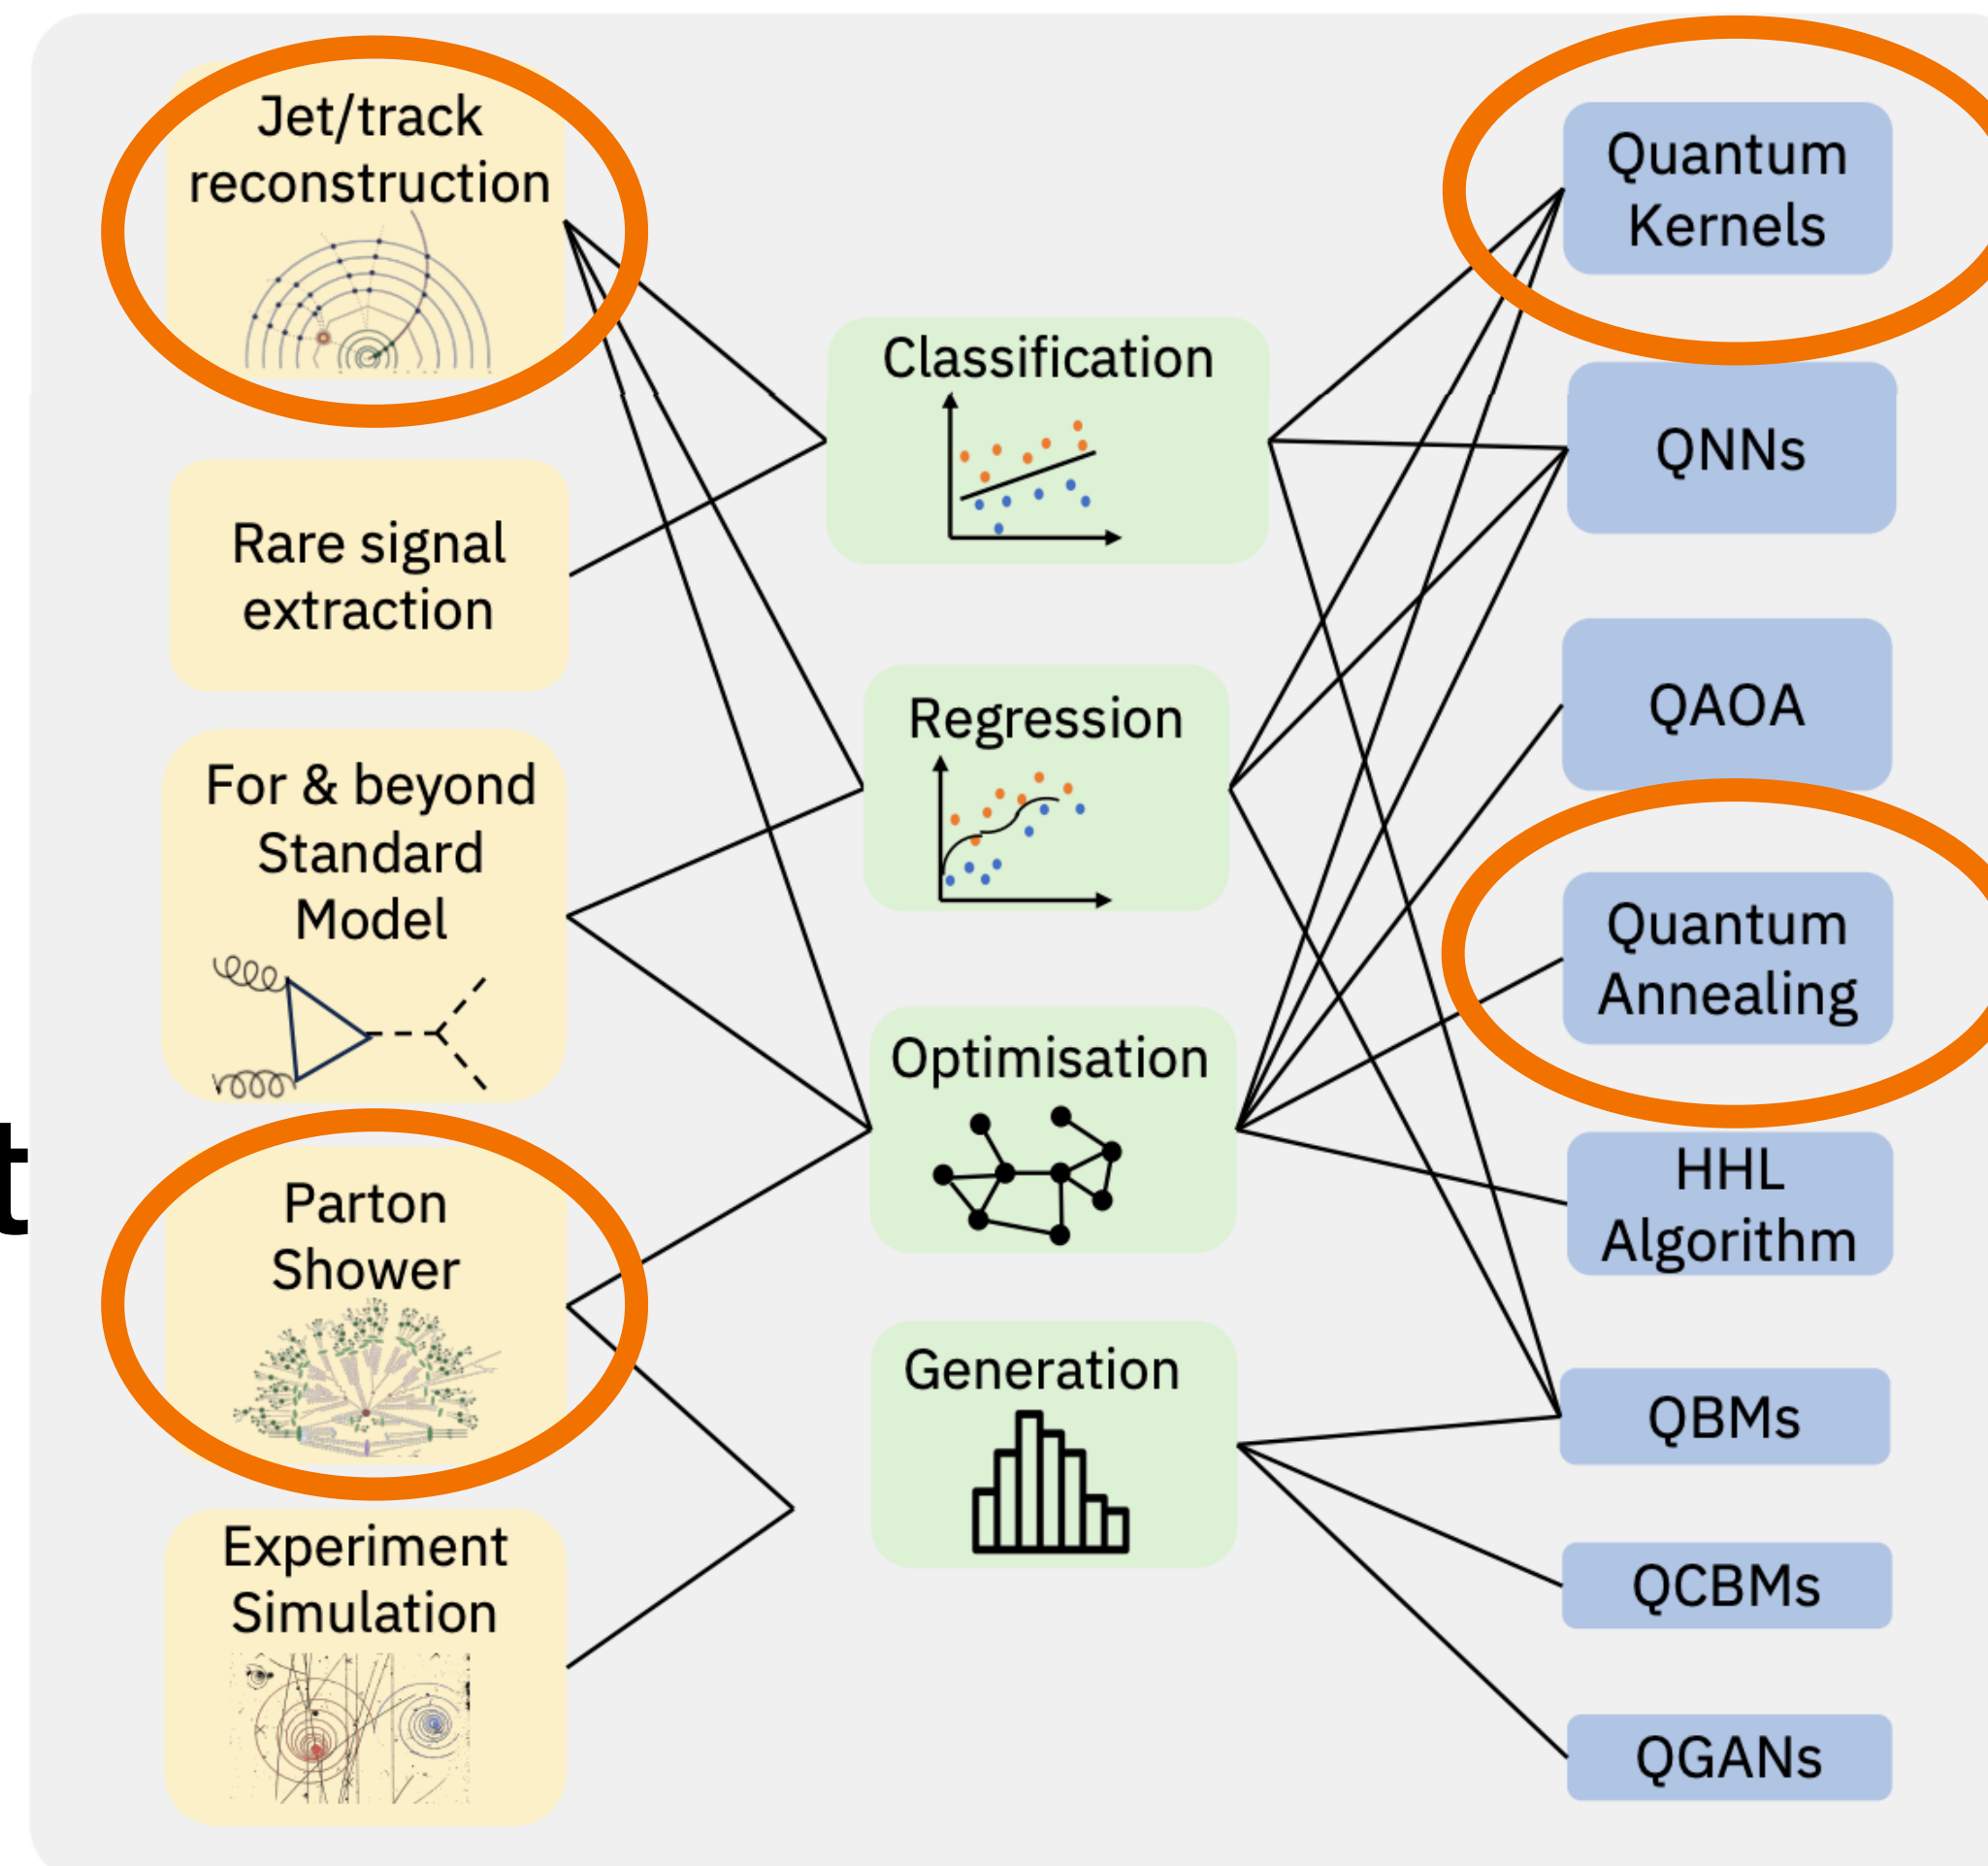 Jet/track
reconstruction
Rare signal
extraction
For & beyond
Standard
Model
t
Parton
Shower
Experiment
Simulation
Classification
Regression
Optimisation
Generation
Quantum
Kernels
QNNs
QAOA
Quantum
Annealing
HHL
Algorithm
QBMs
QCBMs
QGANs